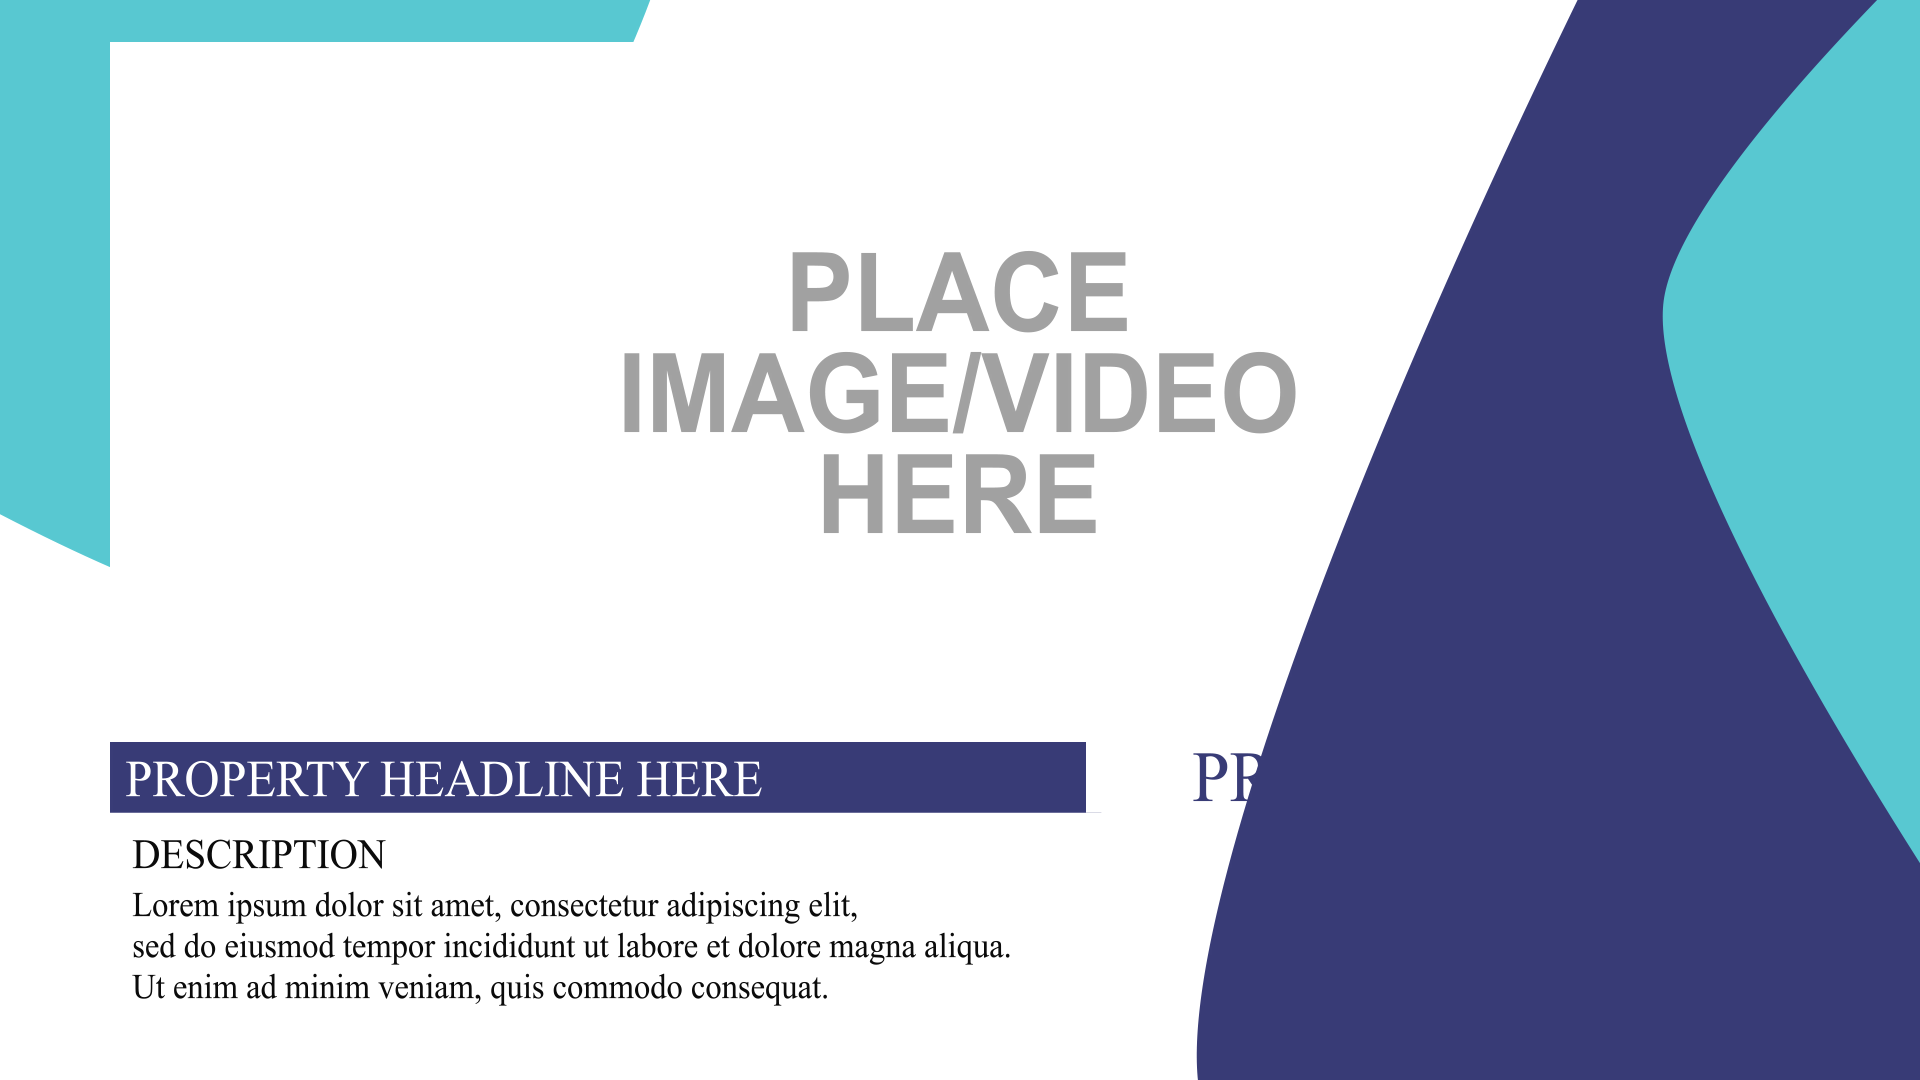 PLACE
IMAGE/VIDEO
HERE
PROPERTY HEADLINE HERE
PR
DESCRIPTION
Lorem ipsum dolor sit amet, consectetur adipiscing elit,
sed do eiusmod tempor incididunt ut labore et dolore magna aliqua.
Ut enim ad minim veniam, quis commodo consequat.